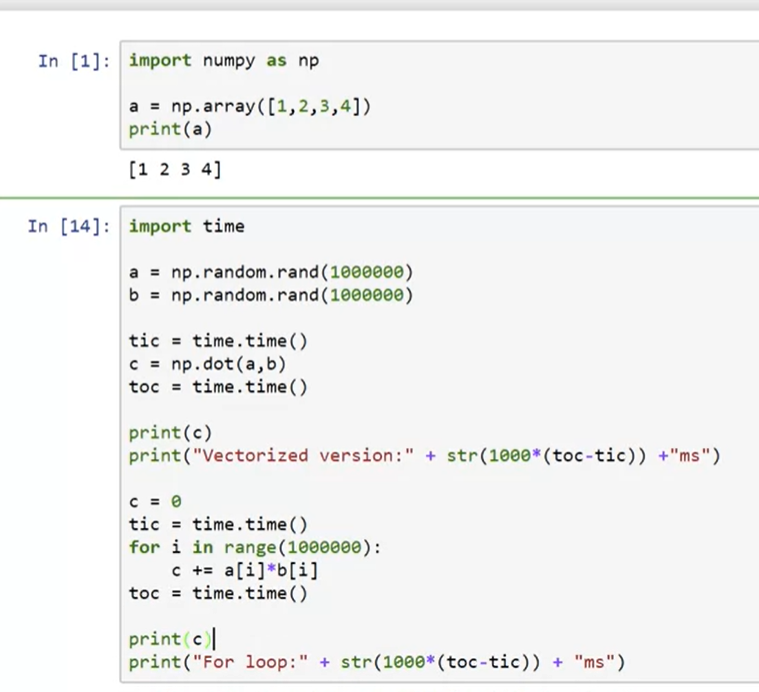 In [1]: import numpy as np
a = np.array([1,2,3,4])
print(a)
[1 2 3 4]
In [14]: import time
a = np.random.rand(1000000)
b = np.random.rand(1000000)
tic = time.time()
c = np.dot(a,b)
toc = time.time()
print(c)
print("Vectorized version:" + str(1000*(toc-tic)) +"ms")
c = 0
tic = time.time()
for i in range(1000000):
    c += a[i]*b[i]
toc = time.time()
print(c)
print("For loop:" + str(1000*(toc-tic)) + "ms")